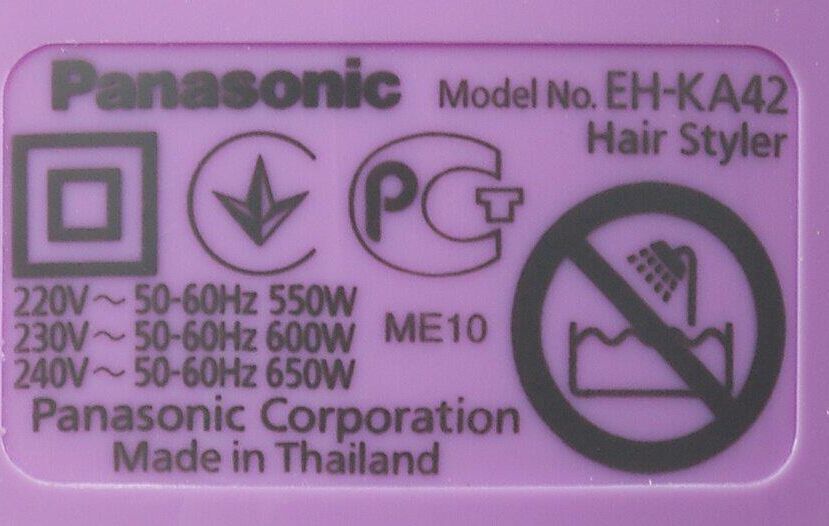 Panasonic Model No. EH-KA42
Hair Styler
РСТ
220V～ 50-60Hz 550W
230V～ 50-60Hz 600W
240V～ 50-60Hz 650W
ME10
Panasonic Corporation
Made in Thailand